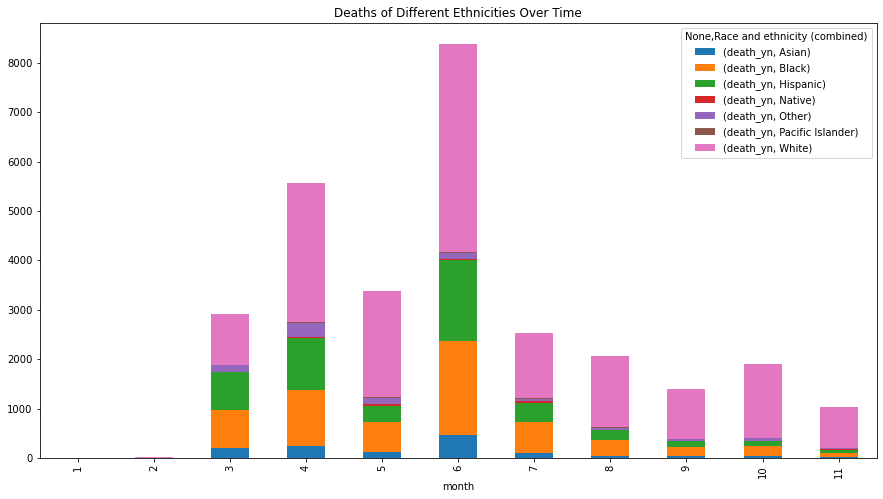 Deaths of Different Ethnicities Over Time
None,Race and ethnicity (combined)
(death_yn, Asian)
(death_yn, Black)
(death_yn, Hispanic)
(death_yn, Native)
(death_yn, Other)
(death_yn, Pacific Islander)
(death_yn, White)
8000
7000
6000
5000
4000
3000
2000
1000
0
1 2 3 4 5 6 7 8 9 10 11
month